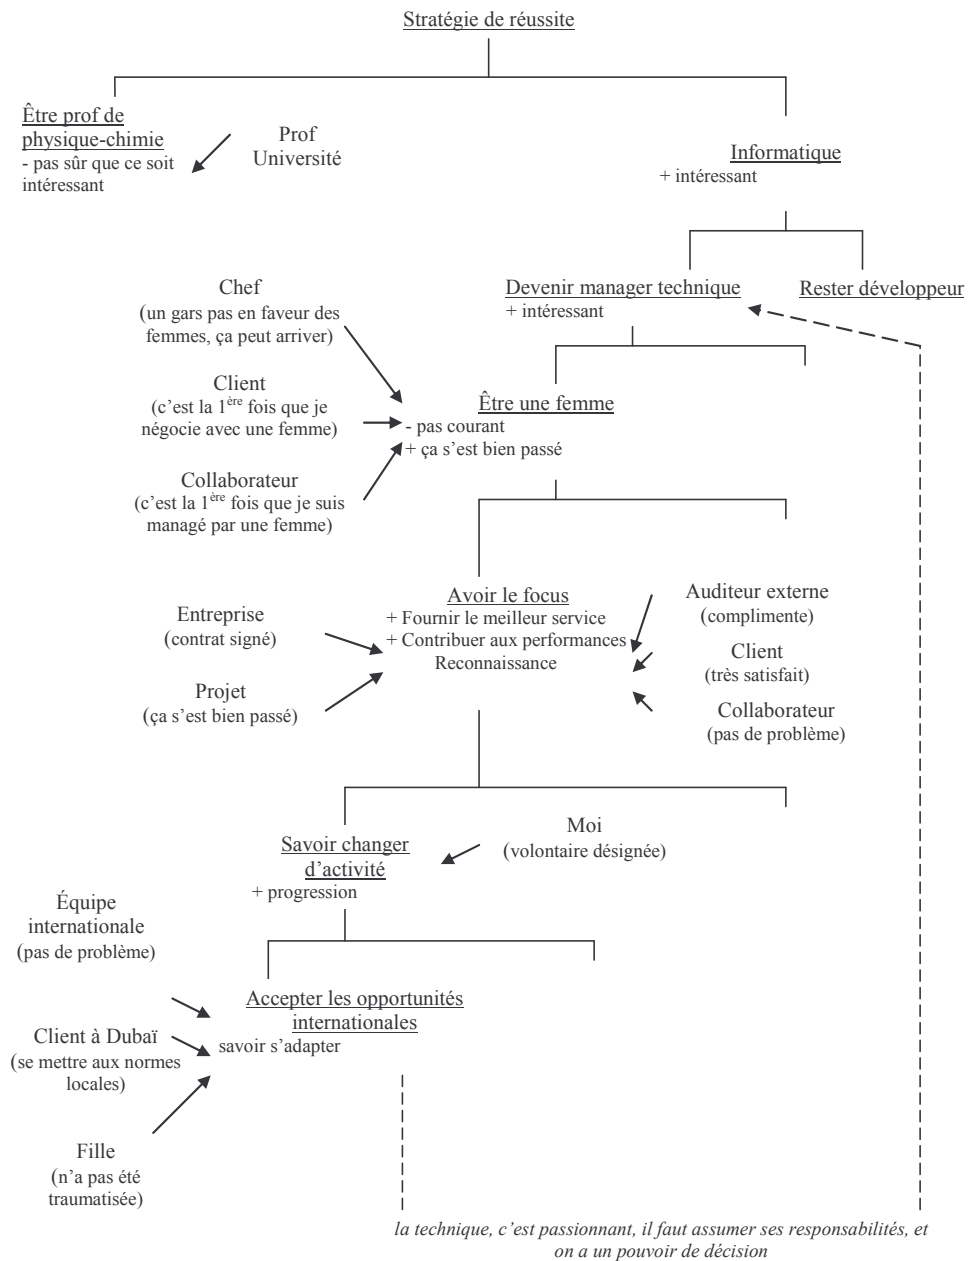 Stratégie de réussite
Être prof de
physique-chimie
- pas sûr que ce soit
intéressant
Prof
Université
Informatique
+ intéressant
Devenir manager technique
+ intéressant
Rester développeur
Chef
(un gars pas en faveur des
femmes, ça peut arriver)
Client
(c’est la 1ère fois que je
négocie avec une femme)
Collaborateur
(c’est la 1ère fois que je suis
managé par une femme)
Être une femme
- pas courant
+ ça s’est bien passé
Entreprise
(contrat signé)
Projet
(ça s’est bien passé)
Avoir le focus
+ Fournir le meilleur service
+ Contribuer aux performances
Reconnaissance
Auditeur externe
(complimente)
Client
(très satisfait)
Collaborateur
(pas de problème)
Savoir changer
d’activité
+ progression
Moi
(volontaire désignée)
Équipe
internationale
(pas de problème)
Client à Dubaï
(se mettre aux normes
locales)
Fille
(n’a pas été
traumatisée)
Accepter les opportunités
internationales
savoir s’adapter
la technique, c’est passionnant, il faut assumer ses responsabilités, et
on a un pouvoir de décision